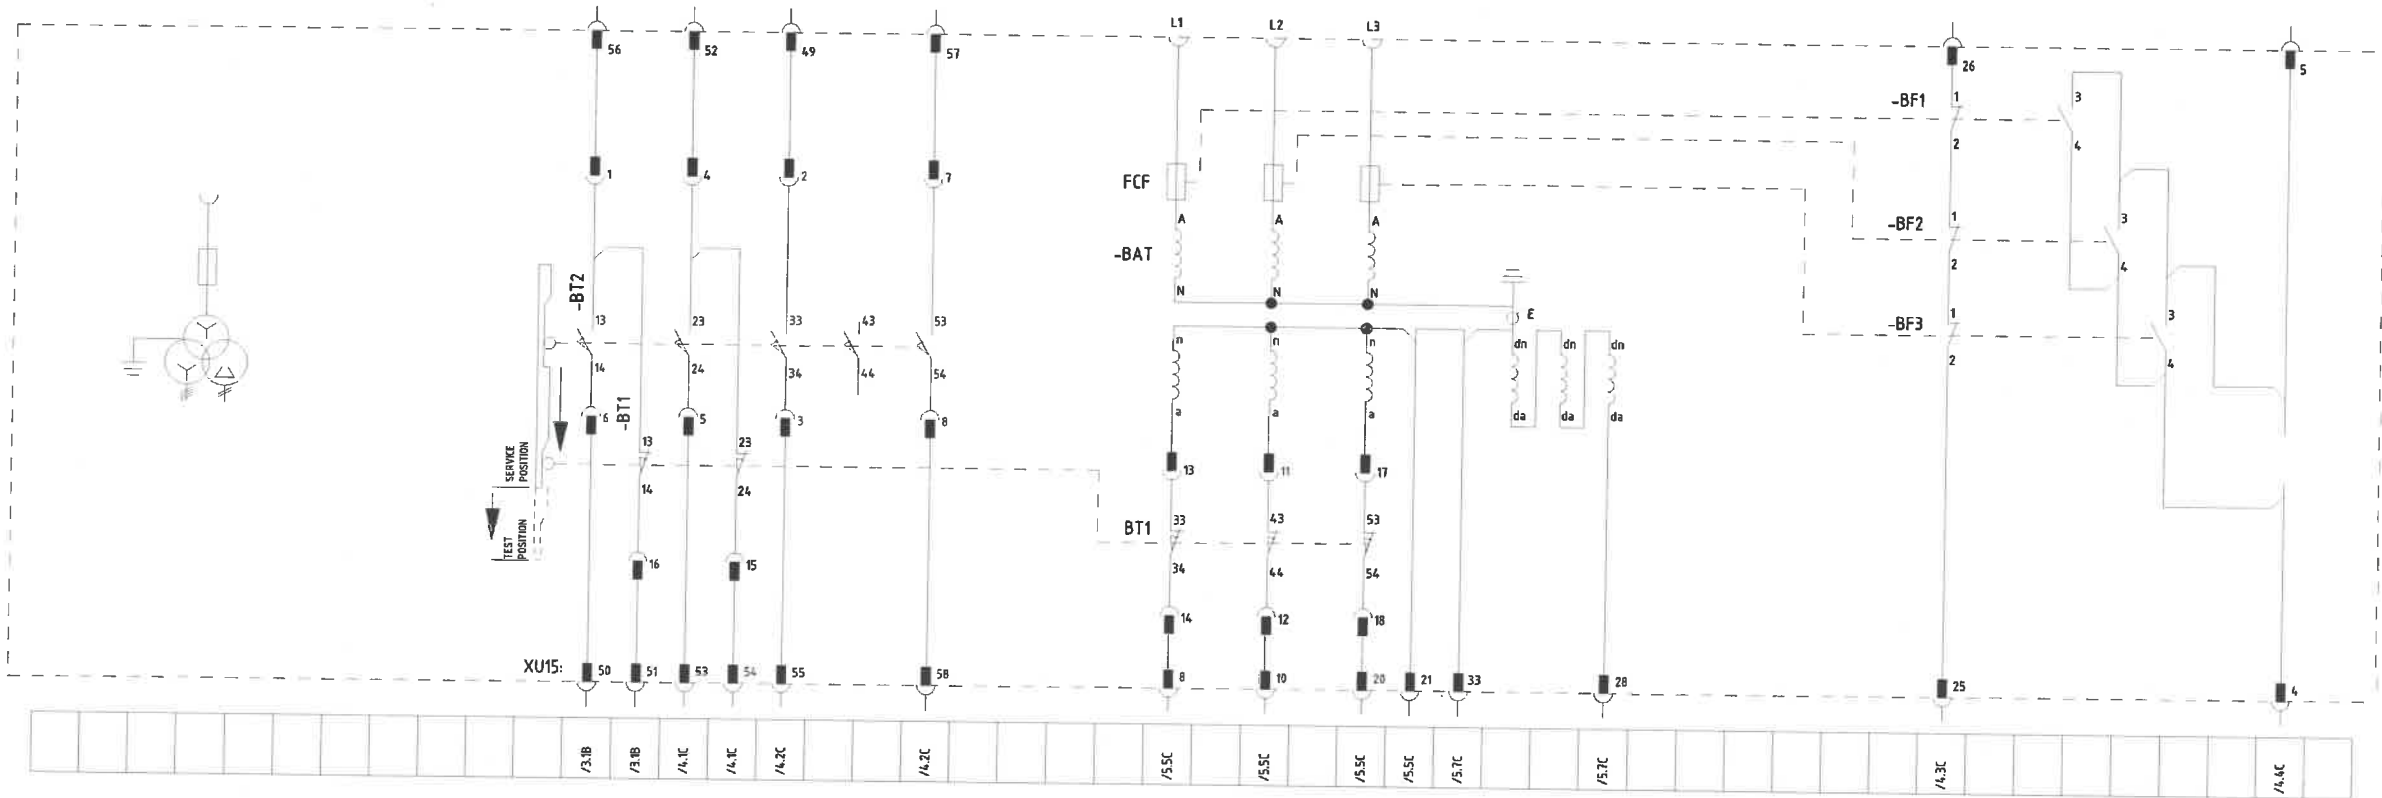 L1 L2 L3
56 52 49 57 26 5
-BF1 1 3
2 4
1 4 2 7
FCF
A A A
-BF2 1 3
2 4
-BAT
-BT2
N N N
E
13 23 33 43 53
-BF3 1 3
2 4
n n n dn dn dn
14 24 34 44 54
a a a da da da
6 5 3 8
-BT1
13 23
SERVICE
POSITION
13 11 17
14 24
TEST
POSITION
BT1 33 43 53
34 44 54
16 15
14 12 18
XU15: 50 51 53 54 55 58 8 10 20 21 33 28 25 4
/3.1B /3.1B /4.1C /4.1C /4.2C /4.2C /5.5C /5.5C /5.5C /5.5C /5.7C /5.7C /4.3C /4.4C